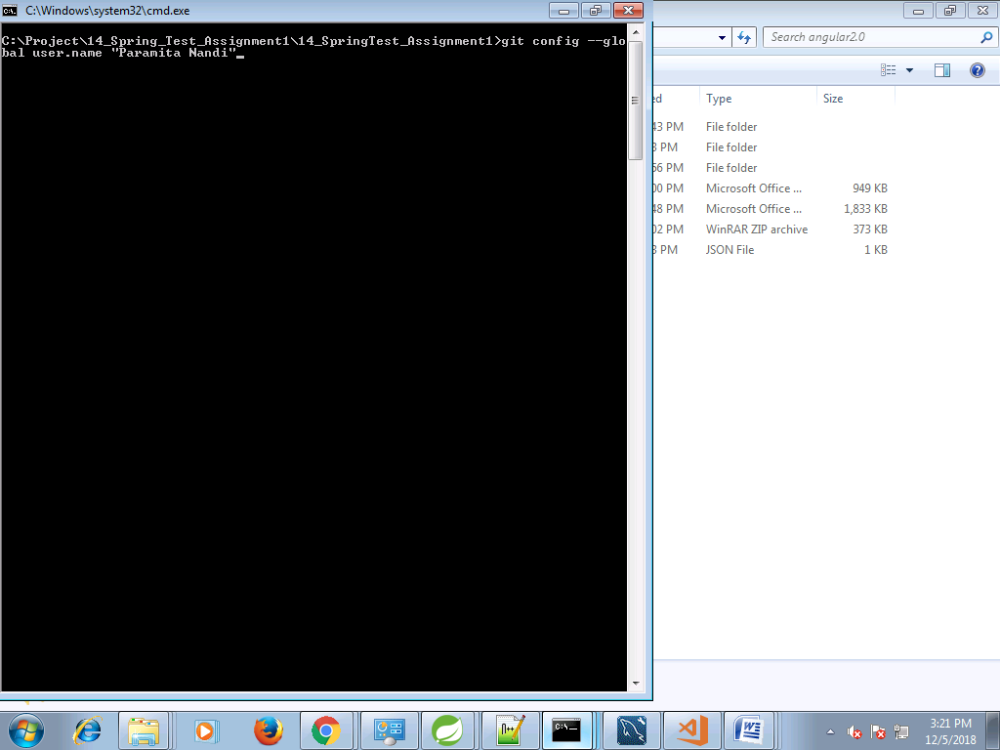 C:\Windows\system32\cmd.exe
C:\Project\14_Spring_Test_Assignment1\14_SpringTest_Assignment1>git config --glo
bal user.name "Paramita Nandi"
Search angular2.0
ed Type Size
43 PM File folder
3 PM File folder
56 PM File folder
00 PM Microsoft Office ... 949 KB
48 PM Microsoft Office ... 1,833 KB
02 PM WinRAR ZIP archive 373 KB
3 PM JSON File 1 KB
3:21 PM
12/5/2018